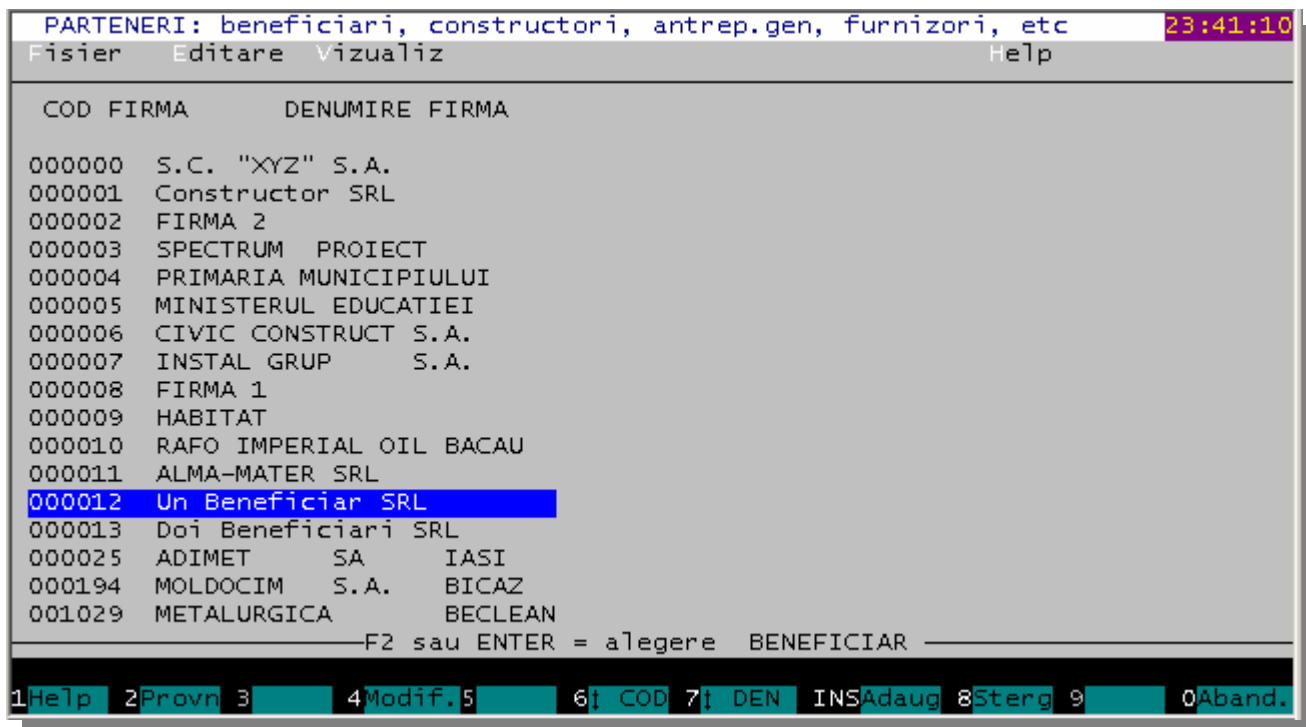 PARTENERI: beneficiari, constructori, antrep.gen, furnizori, etc 23:41:10
Fisier Editare Vizualiz Help
COD FIRMA DENUMIRE FIRMA
000000 S.C. "XYZ" S.A.
000001 Constructor SRL
000002 FIRMA 2
000003 SPECTRUM PROIECT
000004 PRIMARIA MUNICIPIULUI
000005 MINISTERUL EDUCATIEI
000006 CIVIC CONSTRUCT S.A.
000007 INSTAL GRUP S.A.
000008 FIRMA 1
000009 HABITAT
000010 RAFO IMPERIAL OIL BACAU
000011 ALMA-MATER SRL
000012 Un Beneficiar SRL
000013 Doi Beneficiari SRL
000025 ADIMET SA IASI
000194 MOLDOCIM S.A. BICAZ
001029 METALURGICA BECLEAN
F2 sau ENTER = alegere BENEFICIAR
1Help 2Provn 3 4Modif. 5 6↕ COD 7↕ DEN INSAdaug 8Sterg 9 0Aband.